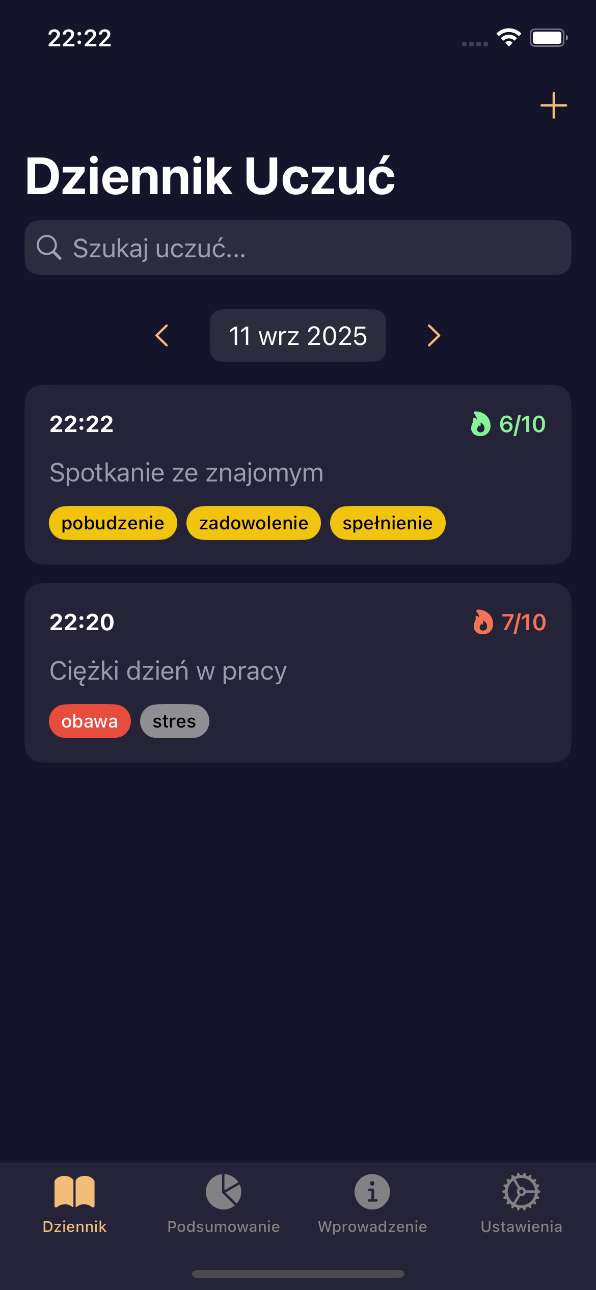 22:22
Dziennik Uczuć
Szukaj uczuć...
11 wrz 2025
22:22 6/10
Spotkanie ze znajomym
pobudzenie zadowolenie spełnienie
22:20 7/10
Ciężki dzień w pracy
obawa stres
Dziennik Podsumowanie Wprowadzenie Ustawienia